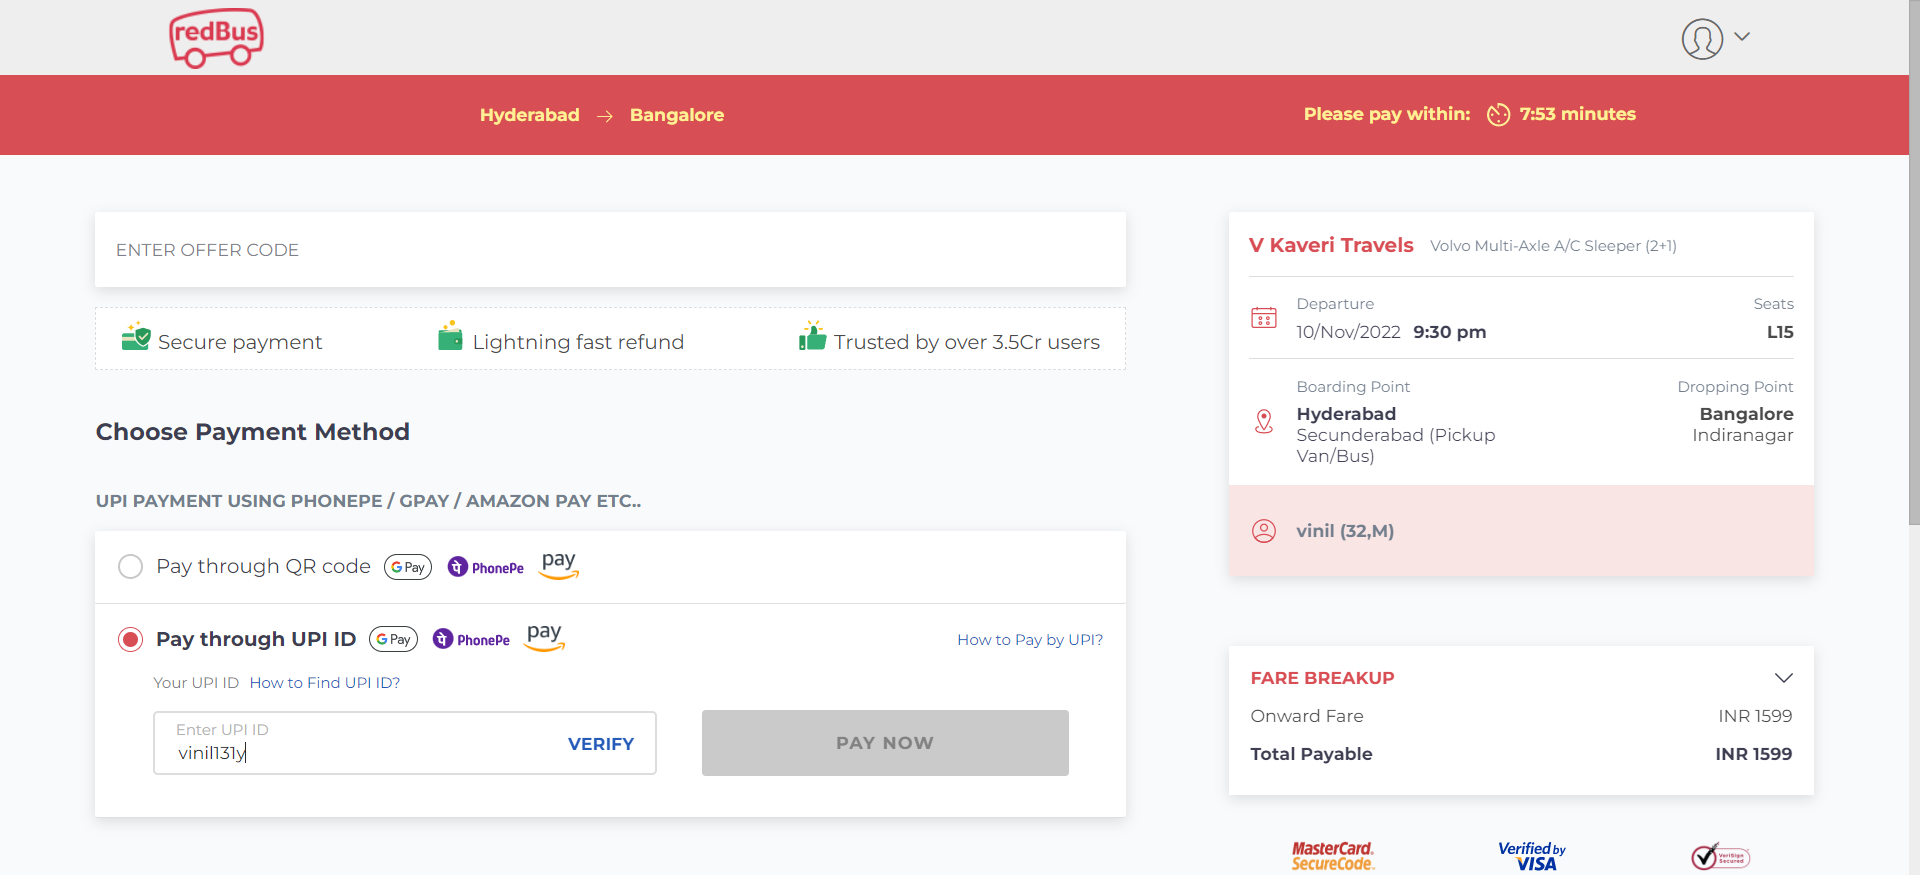 redBus
Hyderabad → Bangalore
Please pay within: 7:53 minutes
ENTER OFFER CODE
Secure payment
Lightning fast refund
Trusted by over 3.5Cr users
Choose Payment Method
UPI PAYMENT USING PHONEPE / GPAY / AMAZON PAY ETC..
Pay through QR code G Pay PhonePe pay
Pay through UPI ID G Pay PhonePe pay How to Pay by UPI?
Your UPI ID How to Find UPI ID?
Enter UPI ID
vinil131y
VERIFY
PAY NOW
V Kaveri Travels Volvo Multi-Axle A/C Sleeper (2+1)
Departure Seats
10/Nov/2022 9:30 pm L15
Boarding Point Dropping Point
Hyderabad Bangalore
Secunderabad (Pickup Indiranagar
Van/Bus)
vinil (32,M)
FARE BREAKUP
Onward Fare INR 1599
Total Payable INR 1599
MasterCard. Verified by VeriSign
SecureCode. VISA Secured